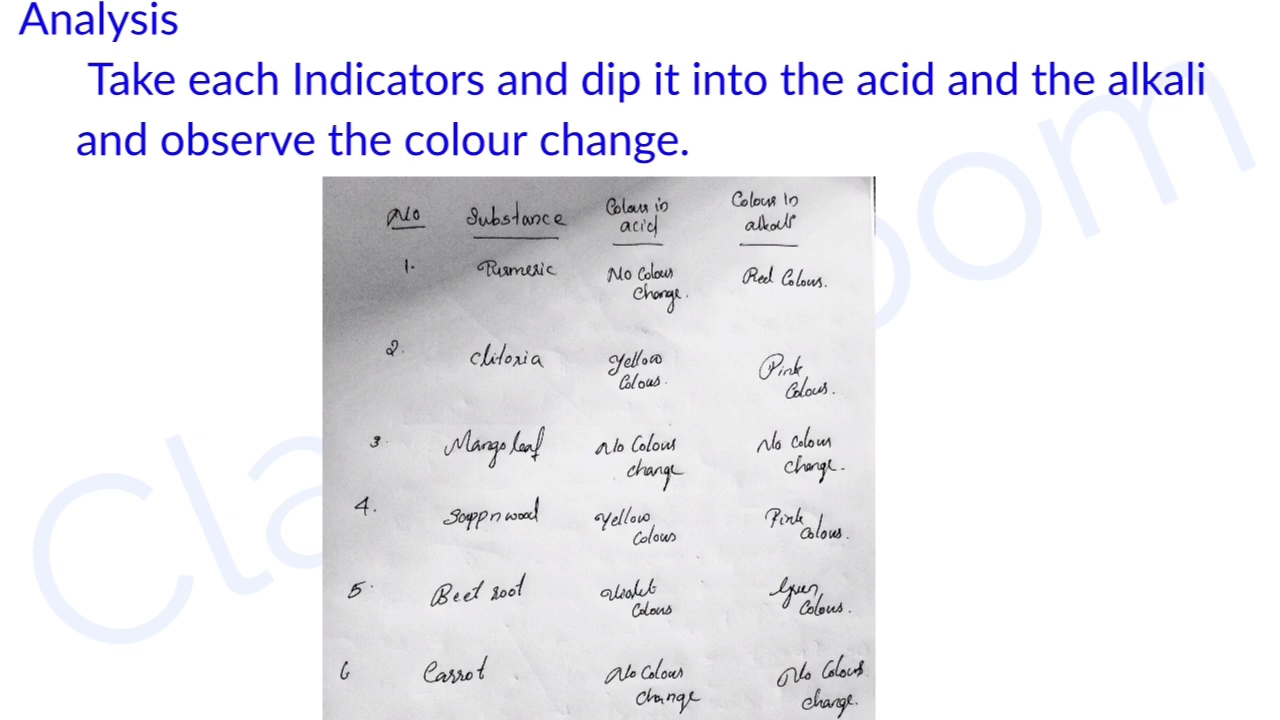 Analysis
Take each Indicators and dip it into the acid and the alkali
and observe the colour change.
No Substance Colour in acid Colour In alkali
1. Turmeric No Colour Change. Red Colour.
2. Clitoria Yellow Colour. Pink Colour.
3. Mango leaf No Colour change No Colour change.
4. Sappn wood Yellow Colour Pink Colour.
5. Beet root Violet Colour Green Colour.
6 Carrot No Colour change No Colour change.